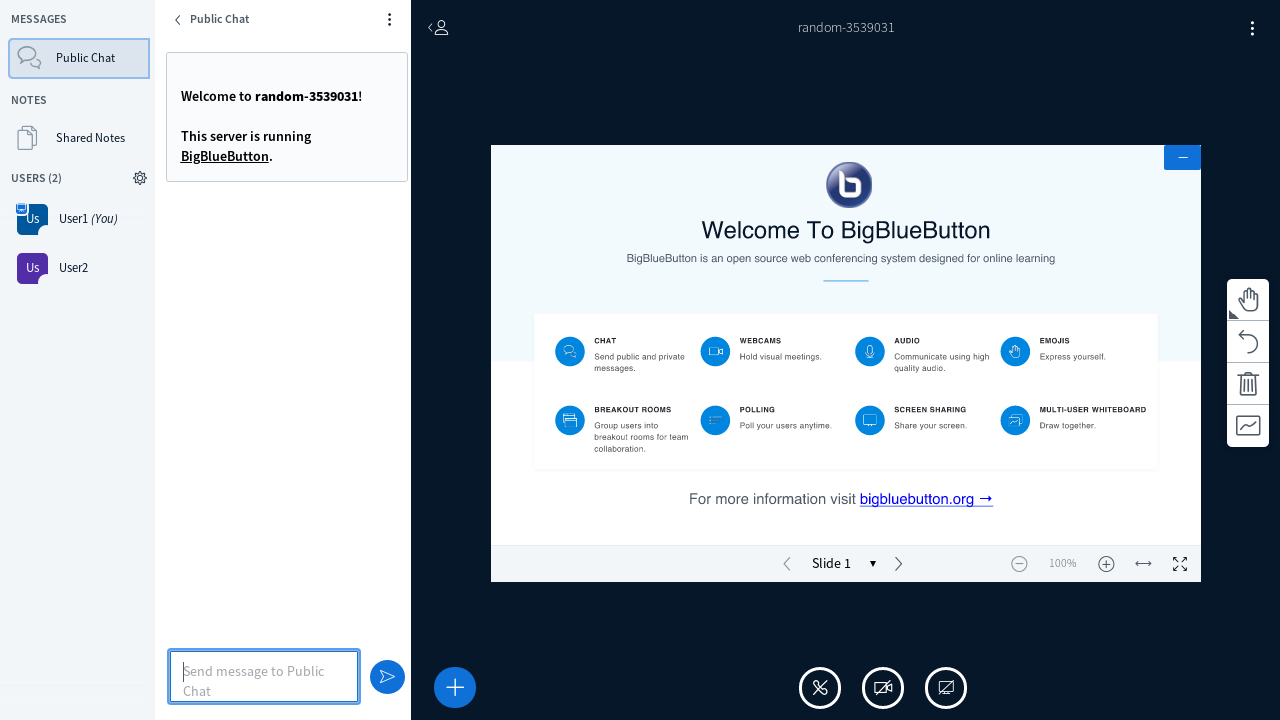 MESSAGES
Public Chat
NOTES
Shared Notes
USERS (2)
Us
User1 (You)
Us
User2
Public Chat
Welcome to random-3539031!
This server is running
BigBlueButton.
Send message to Public
Chat
random-3539031
Welcome To BigBlueButton
BigBlueButton is an open source web conferencing system designed for online learning
CHAT
Send public and private
messages.
WEBCAMS
Hold visual meetings.
AUDIO
Communicate using high
quality audio.
EMOJIS
Express yourself.
BREAKOUT ROOMS
Group users into
breakout rooms for team
collaboration.
POLLING
Poll your users anytime.
SCREEN SHARING
Share your screen.
MULTI-USER WHITEBOARD
Draw together.
For more information visit bigbluebutton.org →
Slide 1
100%